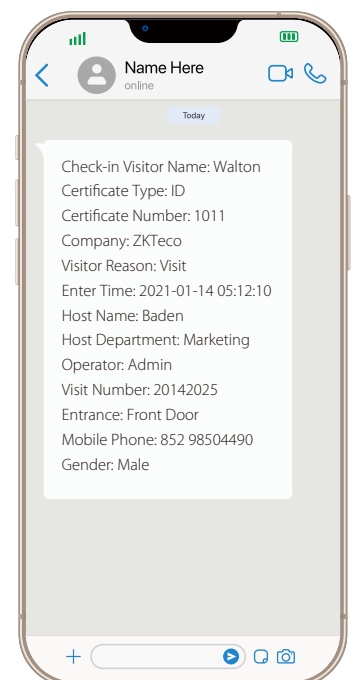 Name Here
online
Today
Check-in Visitor Name: Walton
Certificate Type: ID
Certificate Number: 1011
Company: ZKTeco
Visitor Reason: Visit
Enter Time: 2021-01-14 05:12:10
Host Name: Baden
Host Department: Marketing
Operator: Admin
Visit Number: 20142025
Entrance: Front Door
Mobile Phone: 852 98504490
Gender: Male